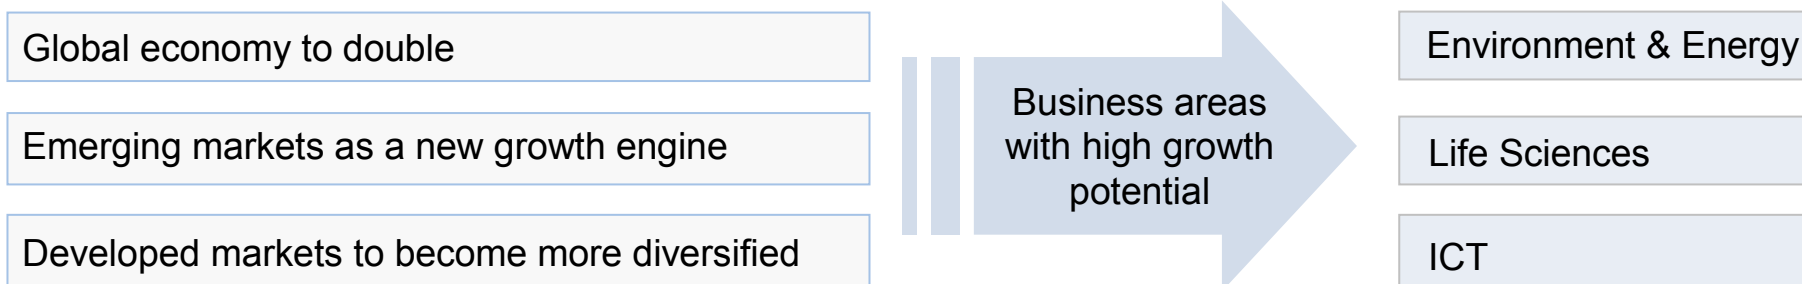 Global economy to double
Emerging markets as a new growth engine
Developed markets to become more diversified
Business areas
with high growth
potential
Environment & Energy
Life Sciences
ICT